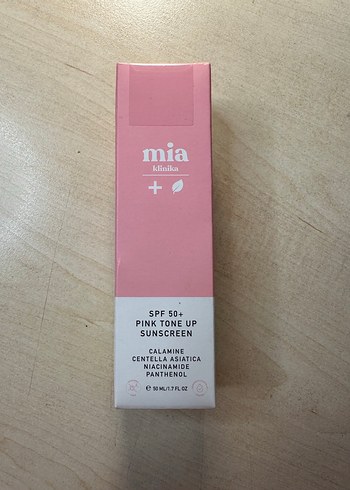 mia
klinika
SPF 50+
PINK TONE UP
SUNSCREEN
CALAMINE
CENTELLA ASIATICA
NIACINAMIDE
PANTHENOL
℮ 50 ML/1.7 FL OZ